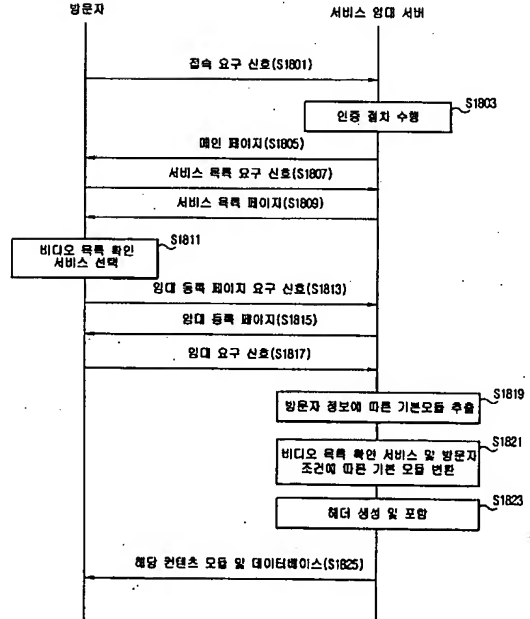 방문자
서비스 임대 서버
접속 요구 신호(S1801)
S1803
인증 절차 수행
메인 페이지(S1805)
서비스 목록 요구 신호(S1807)
서비스 목록 페이지(S1809)
S1811
비디오 목록 확인
서비스 선택
임대 등록 페이지 요구 신호(S1813)
임대 등록 페이지(S1815)
임대 요구 신호(S1817)
S1819
방문자 정보에 따른 기본모듈 추출
S1821
비디오 목록 확인 서비스 및 방문자
조건에 따른 기본 모듈 변환
S1823
헤더 생성 및 포함
해당 컨텐츠 모듈 및 데이터베이스(S1825)